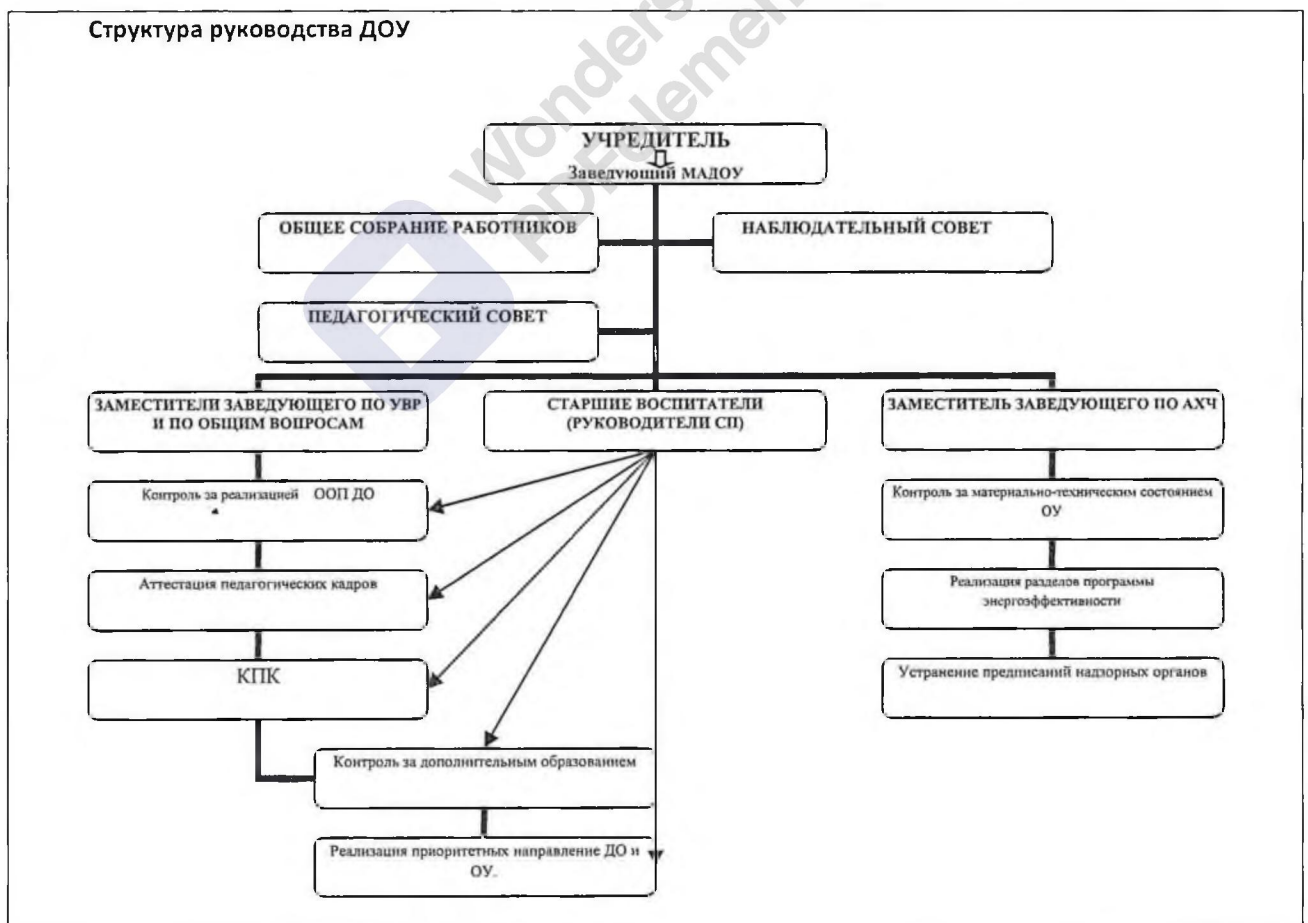 Структура руководства ДОУ
Wonders
PDFelemen
УЧРЕДИТЕЛЬ
Заведующий МАДОУ
ОБЩЕЕ СОБРАНИЕ РАБОТНИКОВ
НАБЛЮДАТЕЛЬНЫЙ СОВЕТ
ПЕДАГОГИЧЕСКИЙ СОВЕТ
ЗАМЕСТИТЕЛИ ЗАВЕДУЮЩЕГО ПО УВР
И ПО ОБЩИМ ВОПРОСАМ
СТАРШИЕ ВОСПИТАТЕЛИ
(РУКОВОДИТЕЛИ СП)
ЗАМЕСТИТЕЛЬ ЗАВЕДУЮЩЕГО ПО АХЧ
Контроль за реализацией ООП ДО
Контроль за материально-техническим состоянием
ОУ
Аттестация педагогических кадров
Реализация разделов программы
энергоэффективности
КПК
Устранение предписаний надзорных органов
Контроль за дополнительным образованием
Реализация приоритетных направление ДО и
ОУ.